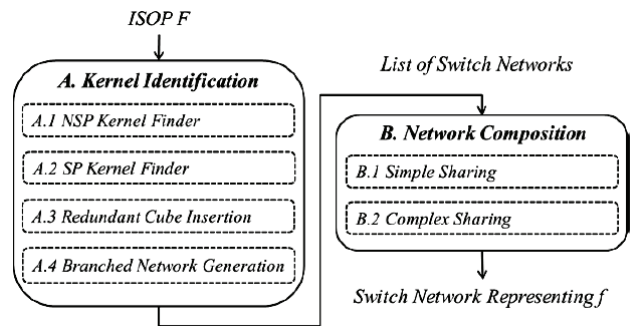 ISOP F
A. Kernel Identification
A.1 NSP Kernel Finder
A.2 SP Kernel Finder
A.3 Redundant Cube Insertion
A.4 Branched Network Generation
List of Switch Networks
B. Network Composition
B.1 Simple Sharing
B.2 Complex Sharing
Switch Network Representing f